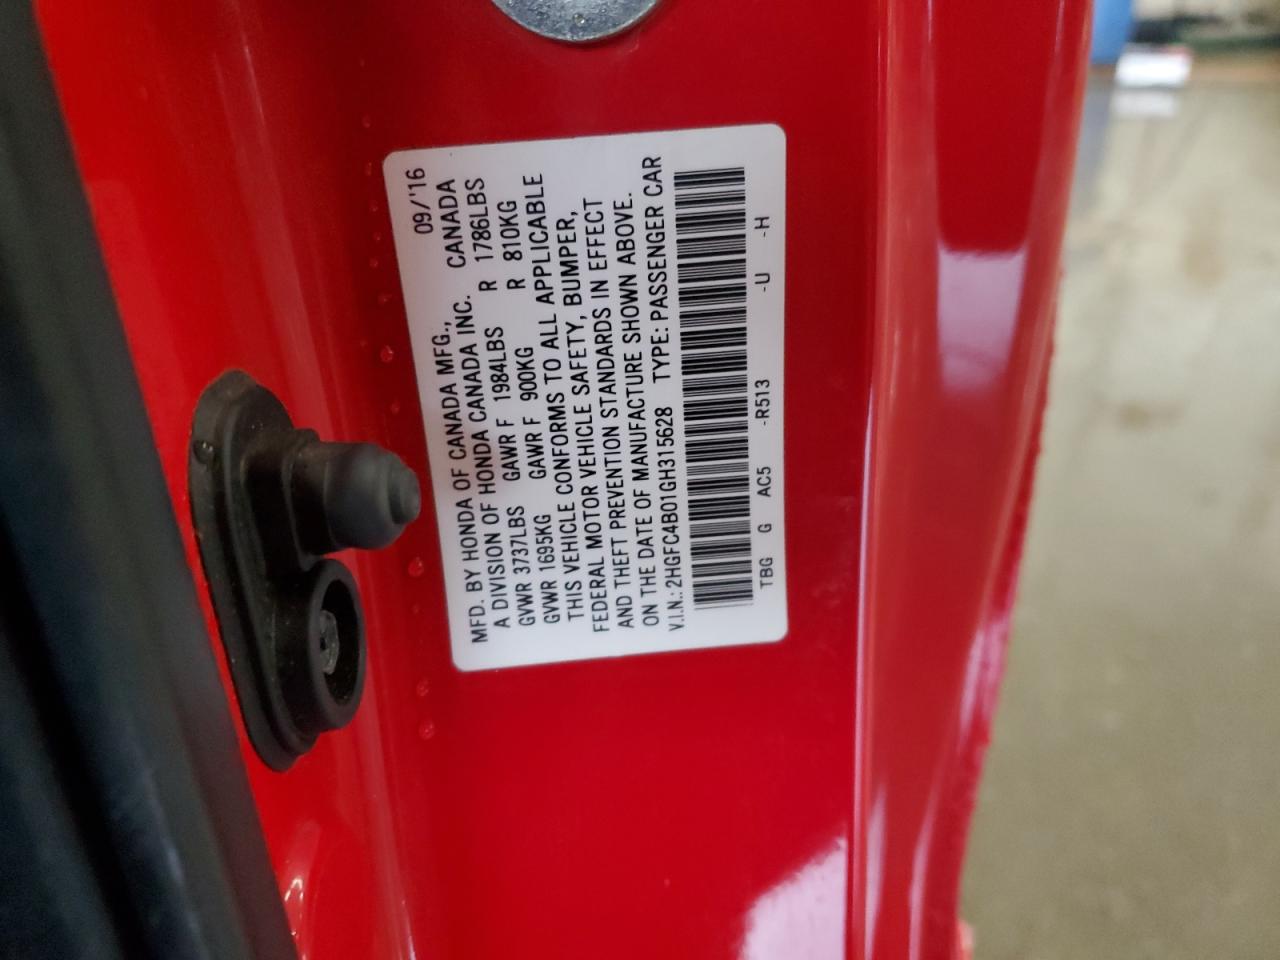 09/'16
MFD. BY HONDA OF CANADA MFG., CANADA
A DIVISION OF HONDA CANADA INC.
GVWR 3737LBS GAWR F 1984LBS R 1786LBS
GVWR 1695KG GAWR F 900KG R 810KG
THIS VEHICLE CONFORMS TO ALL APPLICABLE
FEDERAL MOTOR VEHICLE SAFETY, BUMPER,
AND THEFT PREVENTION STANDARDS IN EFFECT
ON THE DATE OF MANUFACTURE SHOWN ABOVE.
V.I.N.: 2HGFC4B01GH315628 TYPE: PASSENGER CAR
TBG G AC5 -R513 -U -H